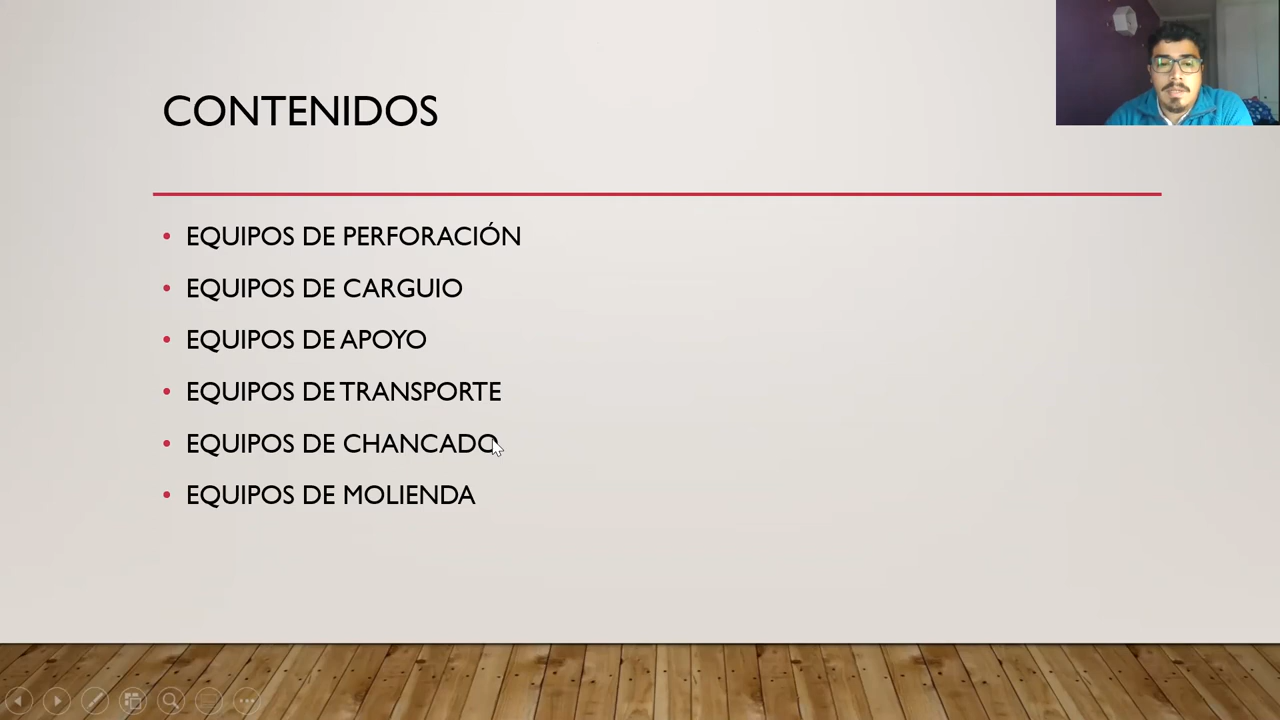 CONTENIDOS
EQUIPOS DE PERFORACIÓN
EQUIPOS DE CARGUIO
EQUIPOS DE APOYO
EQUIPOS DE TRANSPORTE
EQUIPOS DE CHANCADO
EQUIPOS DE MOLIENDA